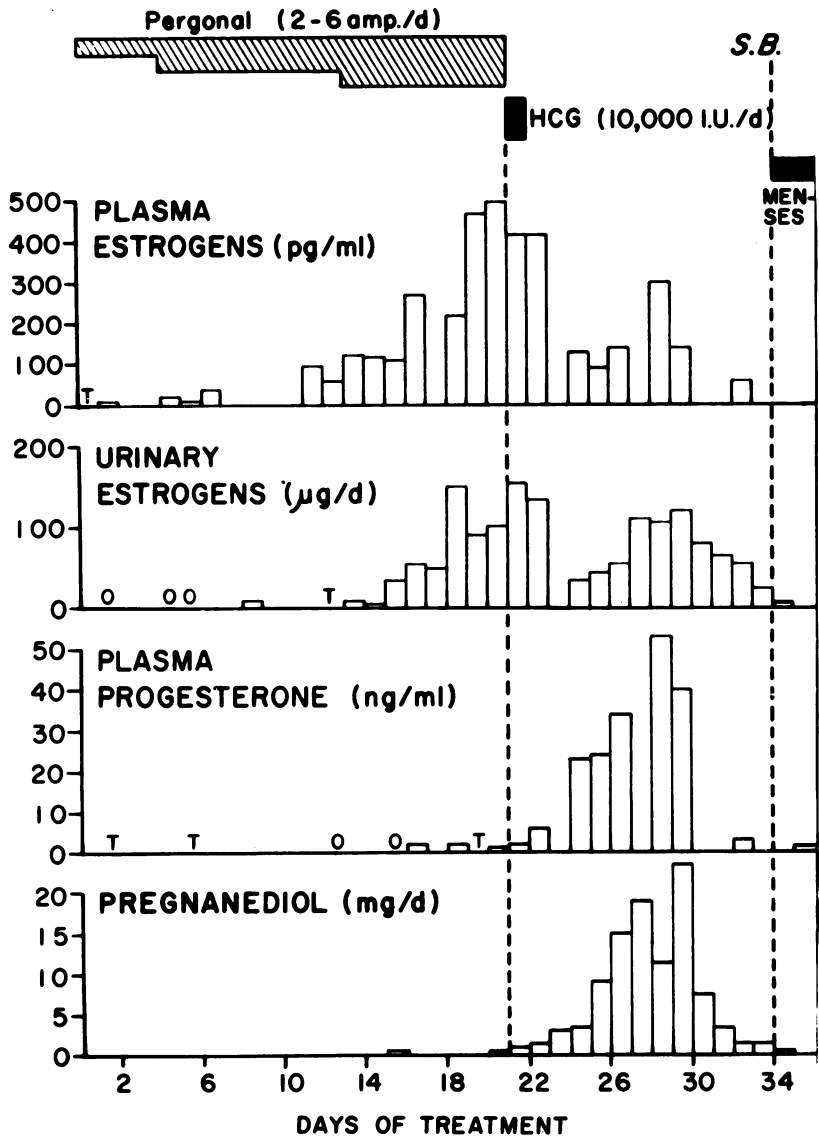 Pergonal (2-6 amp./d)
S.B.
HCG (10,000 I.U./d)
MEN-
SES
PLASMA
ESTROGENS (pg/ml)
500
400
300
200
100
0
T
URINARY
ESTROGENS (µg/d)
200
100
0
O O O T
PLASMA
PROGESTERONE (ng/ml)
50
40
30
20
10
0
T T O O T
PREGNANEDIOL (mg/d)
20
15
10
5
0
2 6 10 14 18 22 26 30 34
DAYS OF TREATMENT